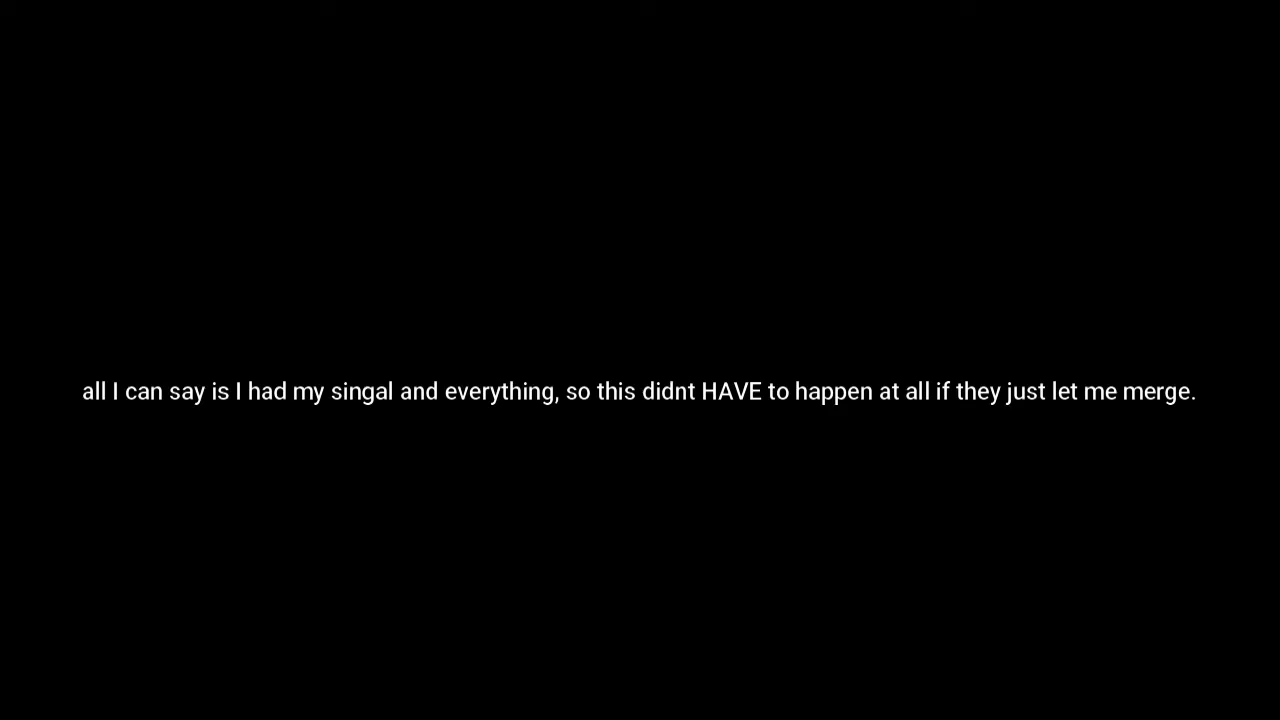 all I can say is I had my singal and everything, so this didnt HAVE to happen at all if they just let me merge.